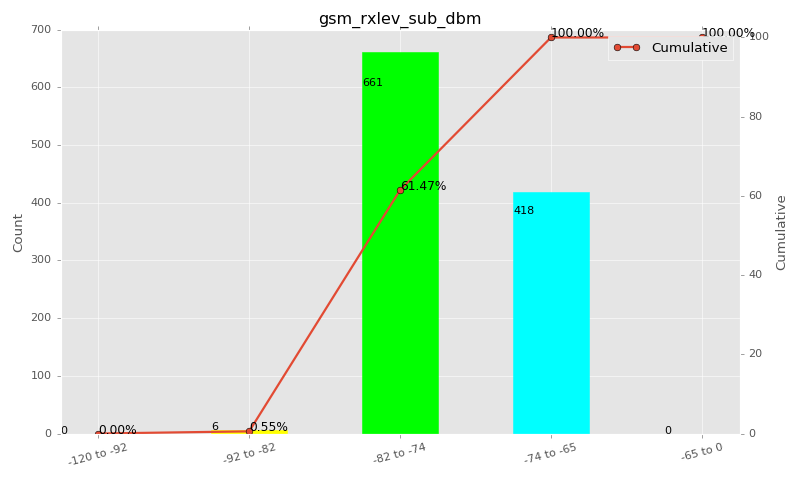 gsm_rxlev_sub_dbm
700
600
500
400
300
200
100
0
Count
100
80
60
40
20
0
Cumulative
Cumulative
0
6
661
418
0
0.00%
0.55%
61.47%
100.00%
100.00%
-120 to -92
-92 to -82
-82 to -74
-74 to -65
-65 to 0